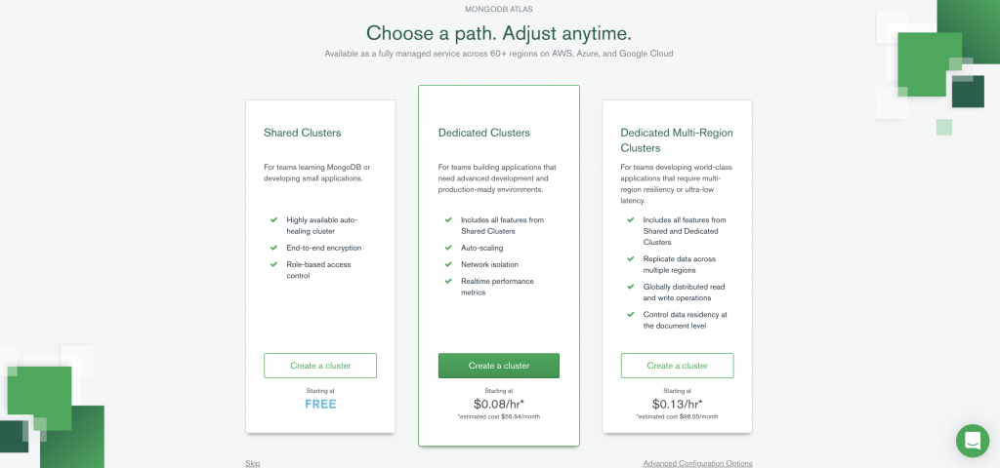 MONGODB ATLAS
Choose a path. Adjust anytime.
Available as a fully managed service across 60+ regions on AWS, Azure, and Google Cloud
Shared Clusters
For teams learning MongoDB or
developing small applications.
Highly available auto-
healing cluster
End-to-end encryption
Role-based access
control
Create a cluster
Starting at
FREE
Dedicated Clusters
For teams building applications that
need advanced development and
production-ready environments.
Includes all features from
Shared Clusters
Auto-scaling
Network isolation
Realtime performance
metrics
Create a cluster
Starting at
$0.08/hr*
*estimated cost $56.94/month
Dedicated Multi-Region
Clusters
For teams developing world-class
applications that require multi-
region resiliency or ultra-low
latency.
Includes all features from
Shared and Dedicated
Clusters
Replicate data across
multiple regions
Globally distributed read
and write operations
Control data residency at
the document level
Create a cluster
Starting at
$0.13/hr*
*estimated cost $98.55/month
Skip
Advanced Configuration Options